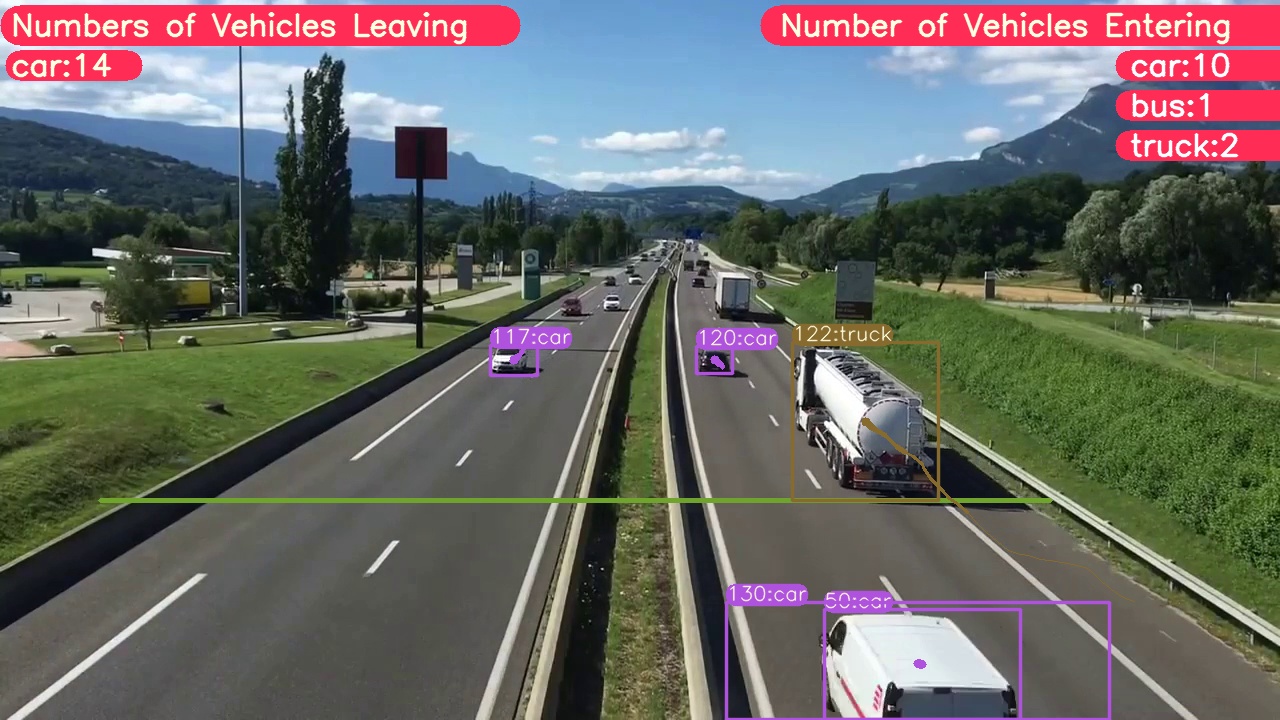 Numbers of Vehicles Leaving
Number of Vehicles Entering
car:14
car:10
bus:1
truck:2
117:car
120:car
122:truck
130:car
50:car